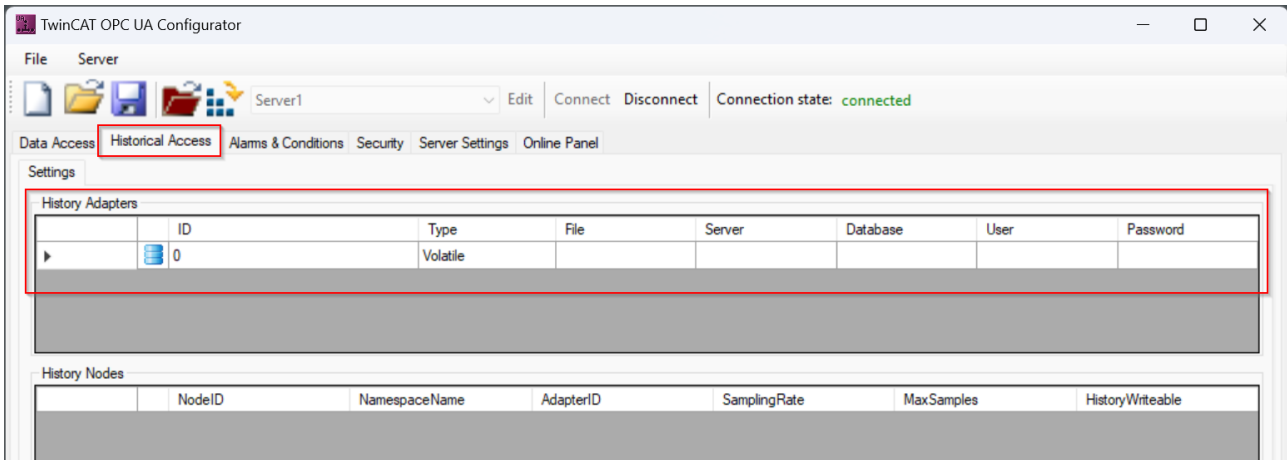 TwinCAT OPC UA Configurator
File Server
Server1 Edit Connect Disconnect Connection state: connected
Data Access Historical Access Alarms & Conditions Security Server Settings Online Panel
Settings
History Adapters
ID Type File Server Database User Password
0 Volatile
History Nodes
NodeID NamespaceName AdapterID SamplingRate MaxSamples HistoryWriteable